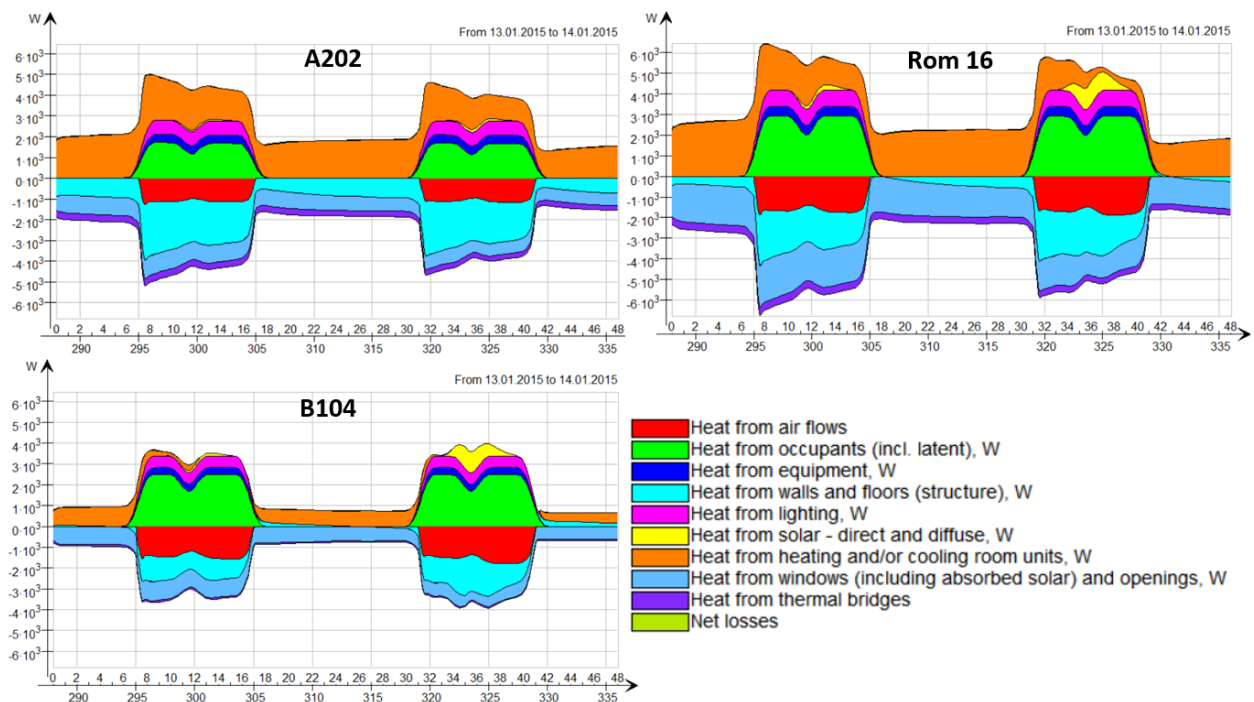 W
From 13.01.2015 to 14.01.2015
A202
6·10³
5·10³
4·10³
3·10³
2·10³
1·10³
0·10³
-1·10³
-2·10³
-3·10³
-4·10³
-5·10³
-6·10³
0 2 4 6 8 10 12 14 16 18 20 22 24 26 28 30 32 34 36 38 40 42 44 46 48
290 295 300 305 310 315 320 325 330 335
W
From 13.01.2015 to 14.01.2015
Rom 16
6·10³
5·10³
4·10³
3·10³
2·10³
1·10³
0·10³
-1·10³
-2·10³
-3·10³
-4·10³
-5·10³
-6·10³
0 2 4 6 8 10 12 14 16 18 20 22 24 26 28 30 32 34 36 38 40 42 44 46 48
290 295 300 305 310 315 320 325 330 335
W
From 13.01.2015 to 14.01.2015
B104
6·10³
5·10³
4·10³
3·10³
2·10³
1·10³
0·10³
-1·10³
-2·10³
-3·10³
-4·10³
-5·10³
-6·10³
0 2 4 6 8 10 12 14 16 18 20 22 24 26 28 30 32 34 36 38 40 42 44 46 48
290 295 300 305 310 315 320 325 330 335
Heat from air flows
Heat from occupants (incl. latent), W
Heat from equipment, W
Heat from walls and floors (structure), W
Heat from lighting, W
Heat from solar - direct and diffuse, W
Heat from heating and/or cooling room units, W
Heat from windows (including absorbed solar) and openings, W
Heat from thermal bridges
Net losses